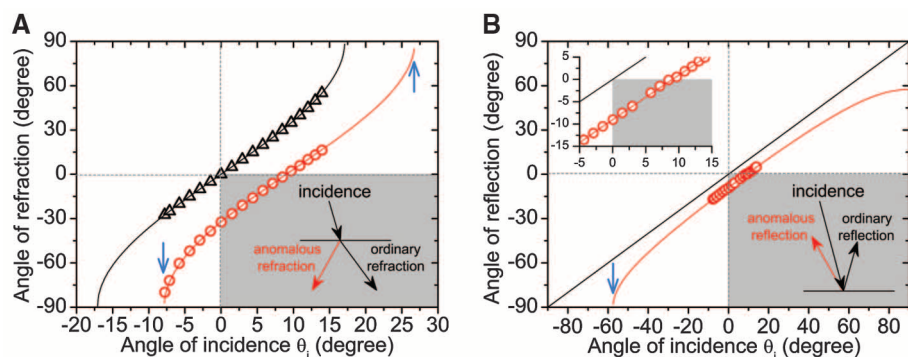 A
B
Angle of refraction (degree)
90
60
30
0
-30
-60
-90
incidence
anomalous
refraction
ordinary
refraction
-20 -15 -10 -5 0 5 10 15 20 25 30
Angle of incidence θi (degree)
Angle of reflection (degree)
90
60
30
0
-30
-60
-90
5
0
-5
-10
-15
-5 0 5 10 15
incidence
anomalous
reflection
ordinary
reflection
-80 -60 -40 -20 0 20 40 60 80
Angle of incidence θi (degree)